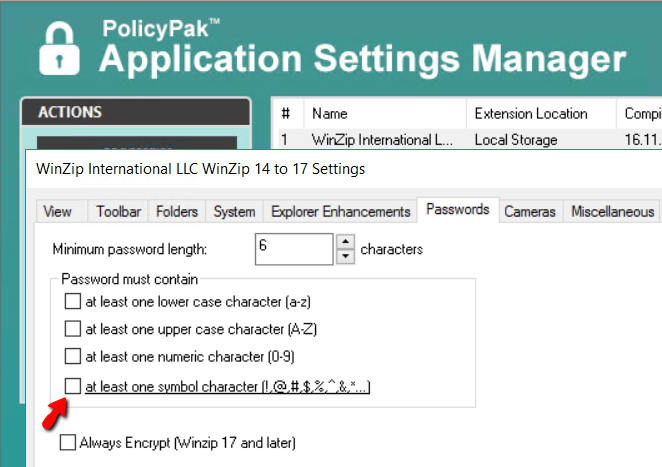 PolicyPak™
Application Settings Manager
ACTIONS
# Name Extension Location Compi
1 WinZip International L... Local Storage 16.11.
WinZip International LLC WinZip 14 to 17 Settings
View Toolbar Folders System Explorer Enhancements Passwords Cameras Miscellaneous
Minimum password length: 6 characters
Password must contain
at least one lower case character (a-z)
at least one upper case character (A-Z)
at least one numeric character (0-9)
at least one symbol character (!,@,#,$,%,^,&,*...)
Always Encrypt (Winzip 17 and later)